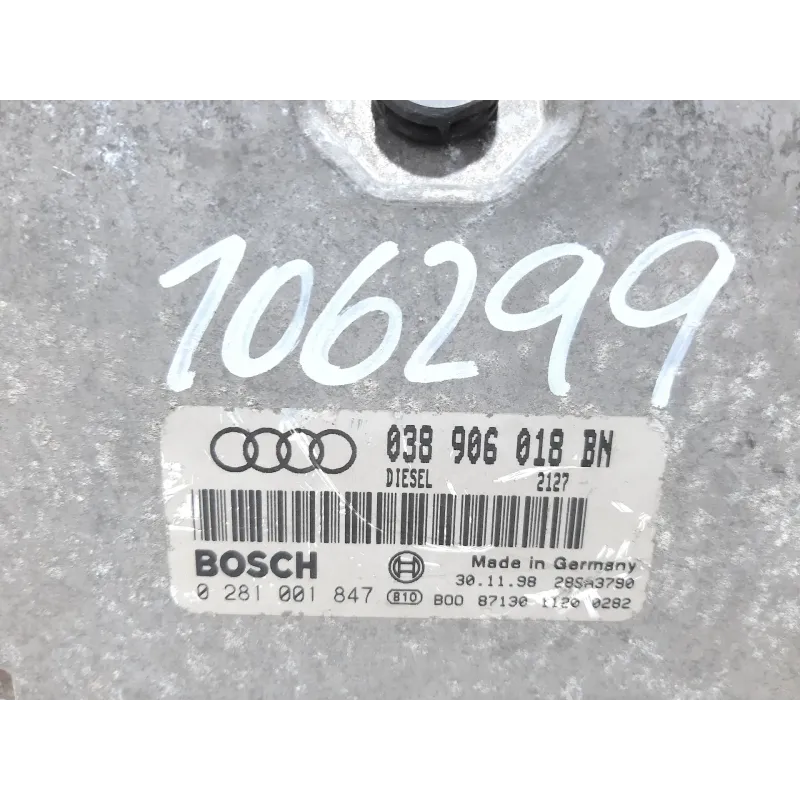 106299
038 906 018 BN
DIESEL 2127
BOSCH Made in Germany
30.11.98 28SA3790
0 281 001 847 810 B00 87130 1120 0282